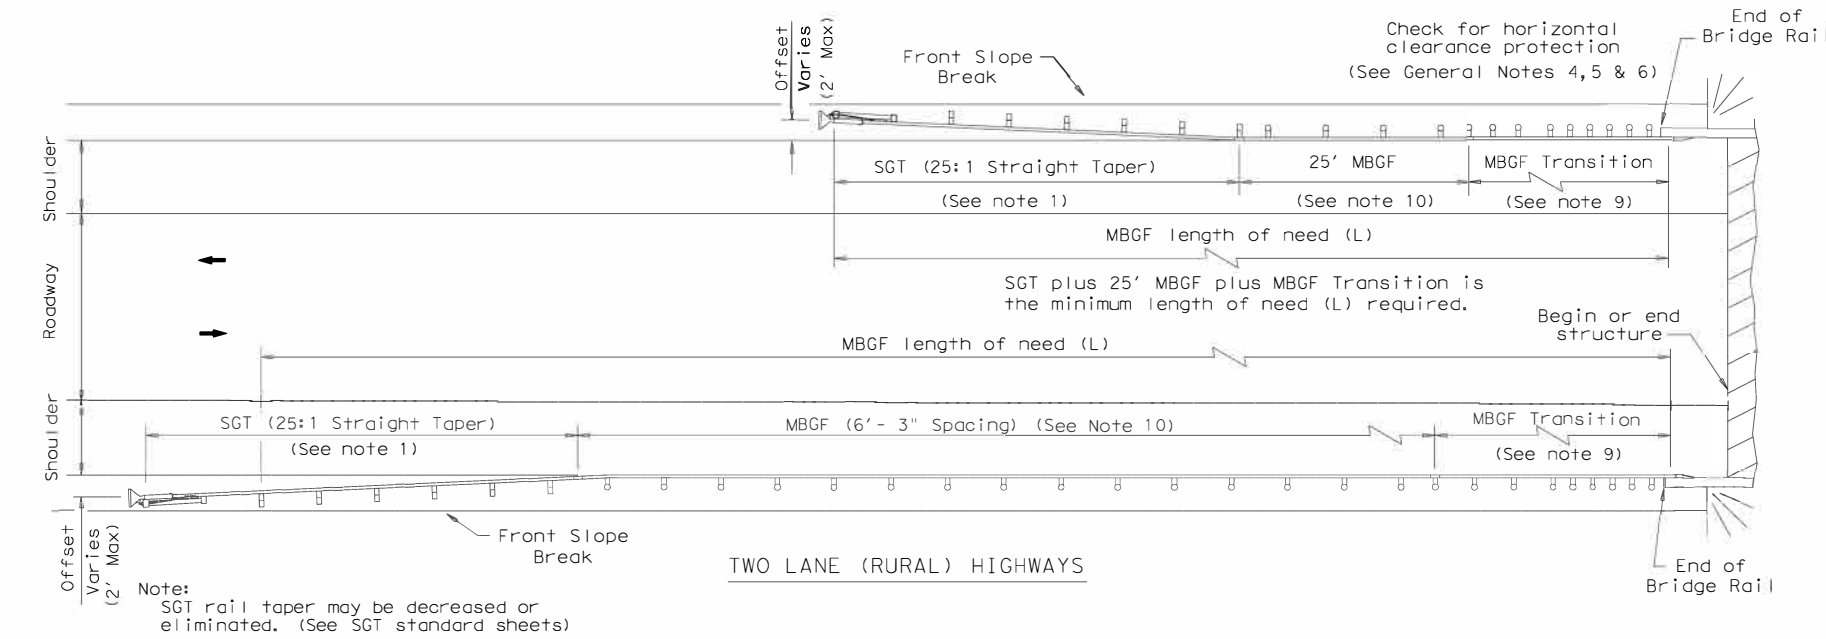 Offset
Varies
(2' Max)
Front Slope
Break
Check for horizontal
clearance protection
(See General Notes 4,5 & 6)
End of
Bridge Rail
Shoulder
SGT (25:1 Straight Taper)
(See note 1)
25' MBGF
(See note 10)
MBGF Transition
(See note 9)
MBGF length of need (L)
SGT plus 25' MBGF plus MBGF Transition is
the minimum length of need (L) required.
Roadway
Begin or end
structure
MBGF length of need (L)
Shoulder
SGT (25:1 Straight Taper)
(See note 1)
MBGF (6'- 3" Spacing) (See Note 10)
MBGF Transition
(See note 9)
Offset
Varies
(2' Max)
Front Slope
Break
TWO LANE (RURAL) HIGHWAYS
End of
Bridge Rail
Note:
SGT rail taper may be decreased or
eliminated. (See SGT standard sheets)